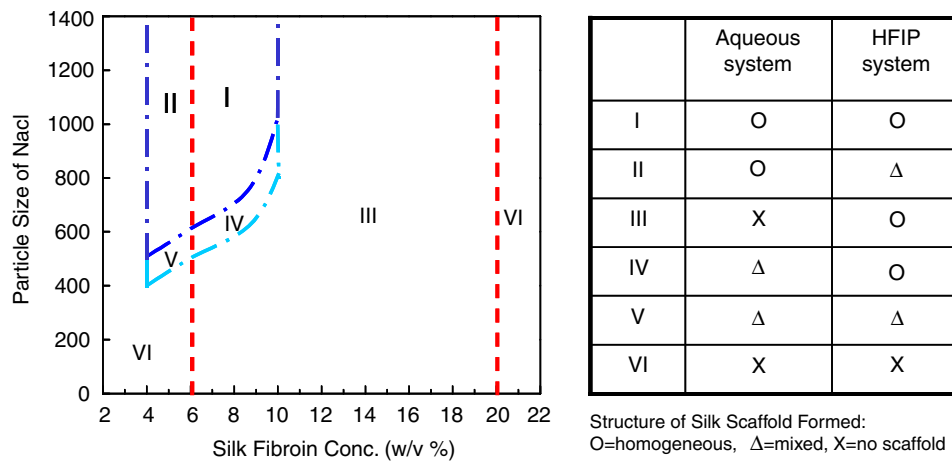 1400
1200
1000
800
600
400
200
0
Particle Size of Nacl
2 4 6 8 10 12 14 16 18 20 22
Silk Fibroin Conc. (w/v %)
II
I
IV
V
III
VI
VI
Aqueous system HFIP system
I O O
II O Δ
III X O
IV Δ O
V Δ Δ
VI X X
Structure of Silk Scaffold Formed:
O=homogeneous, Δ=mixed, X=no scaffold